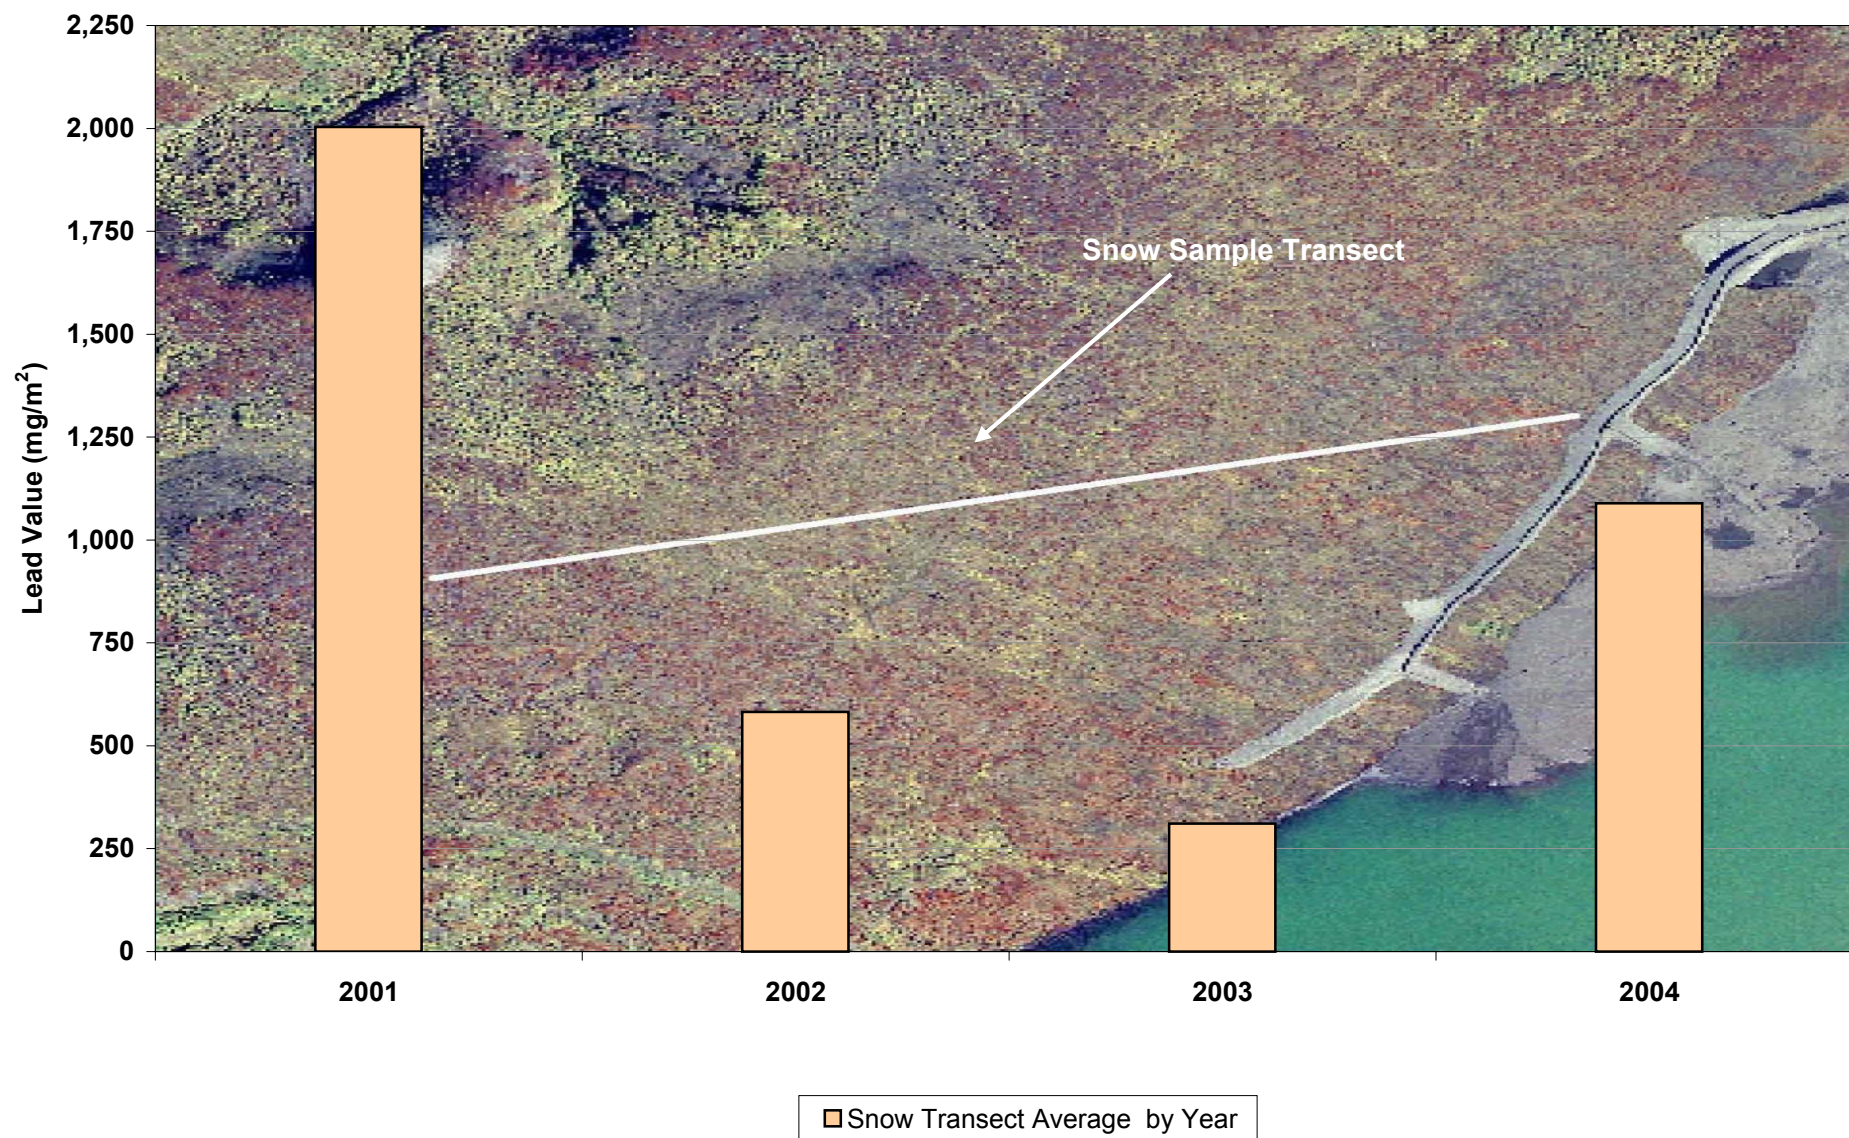 2,250
2,000
1,750
1,500
1,250
1,000
750
500
250
0
Lead Value (mg/m²)
Snow Sample Transect
2001 2002 2003 2004
Snow Transect Average by Year